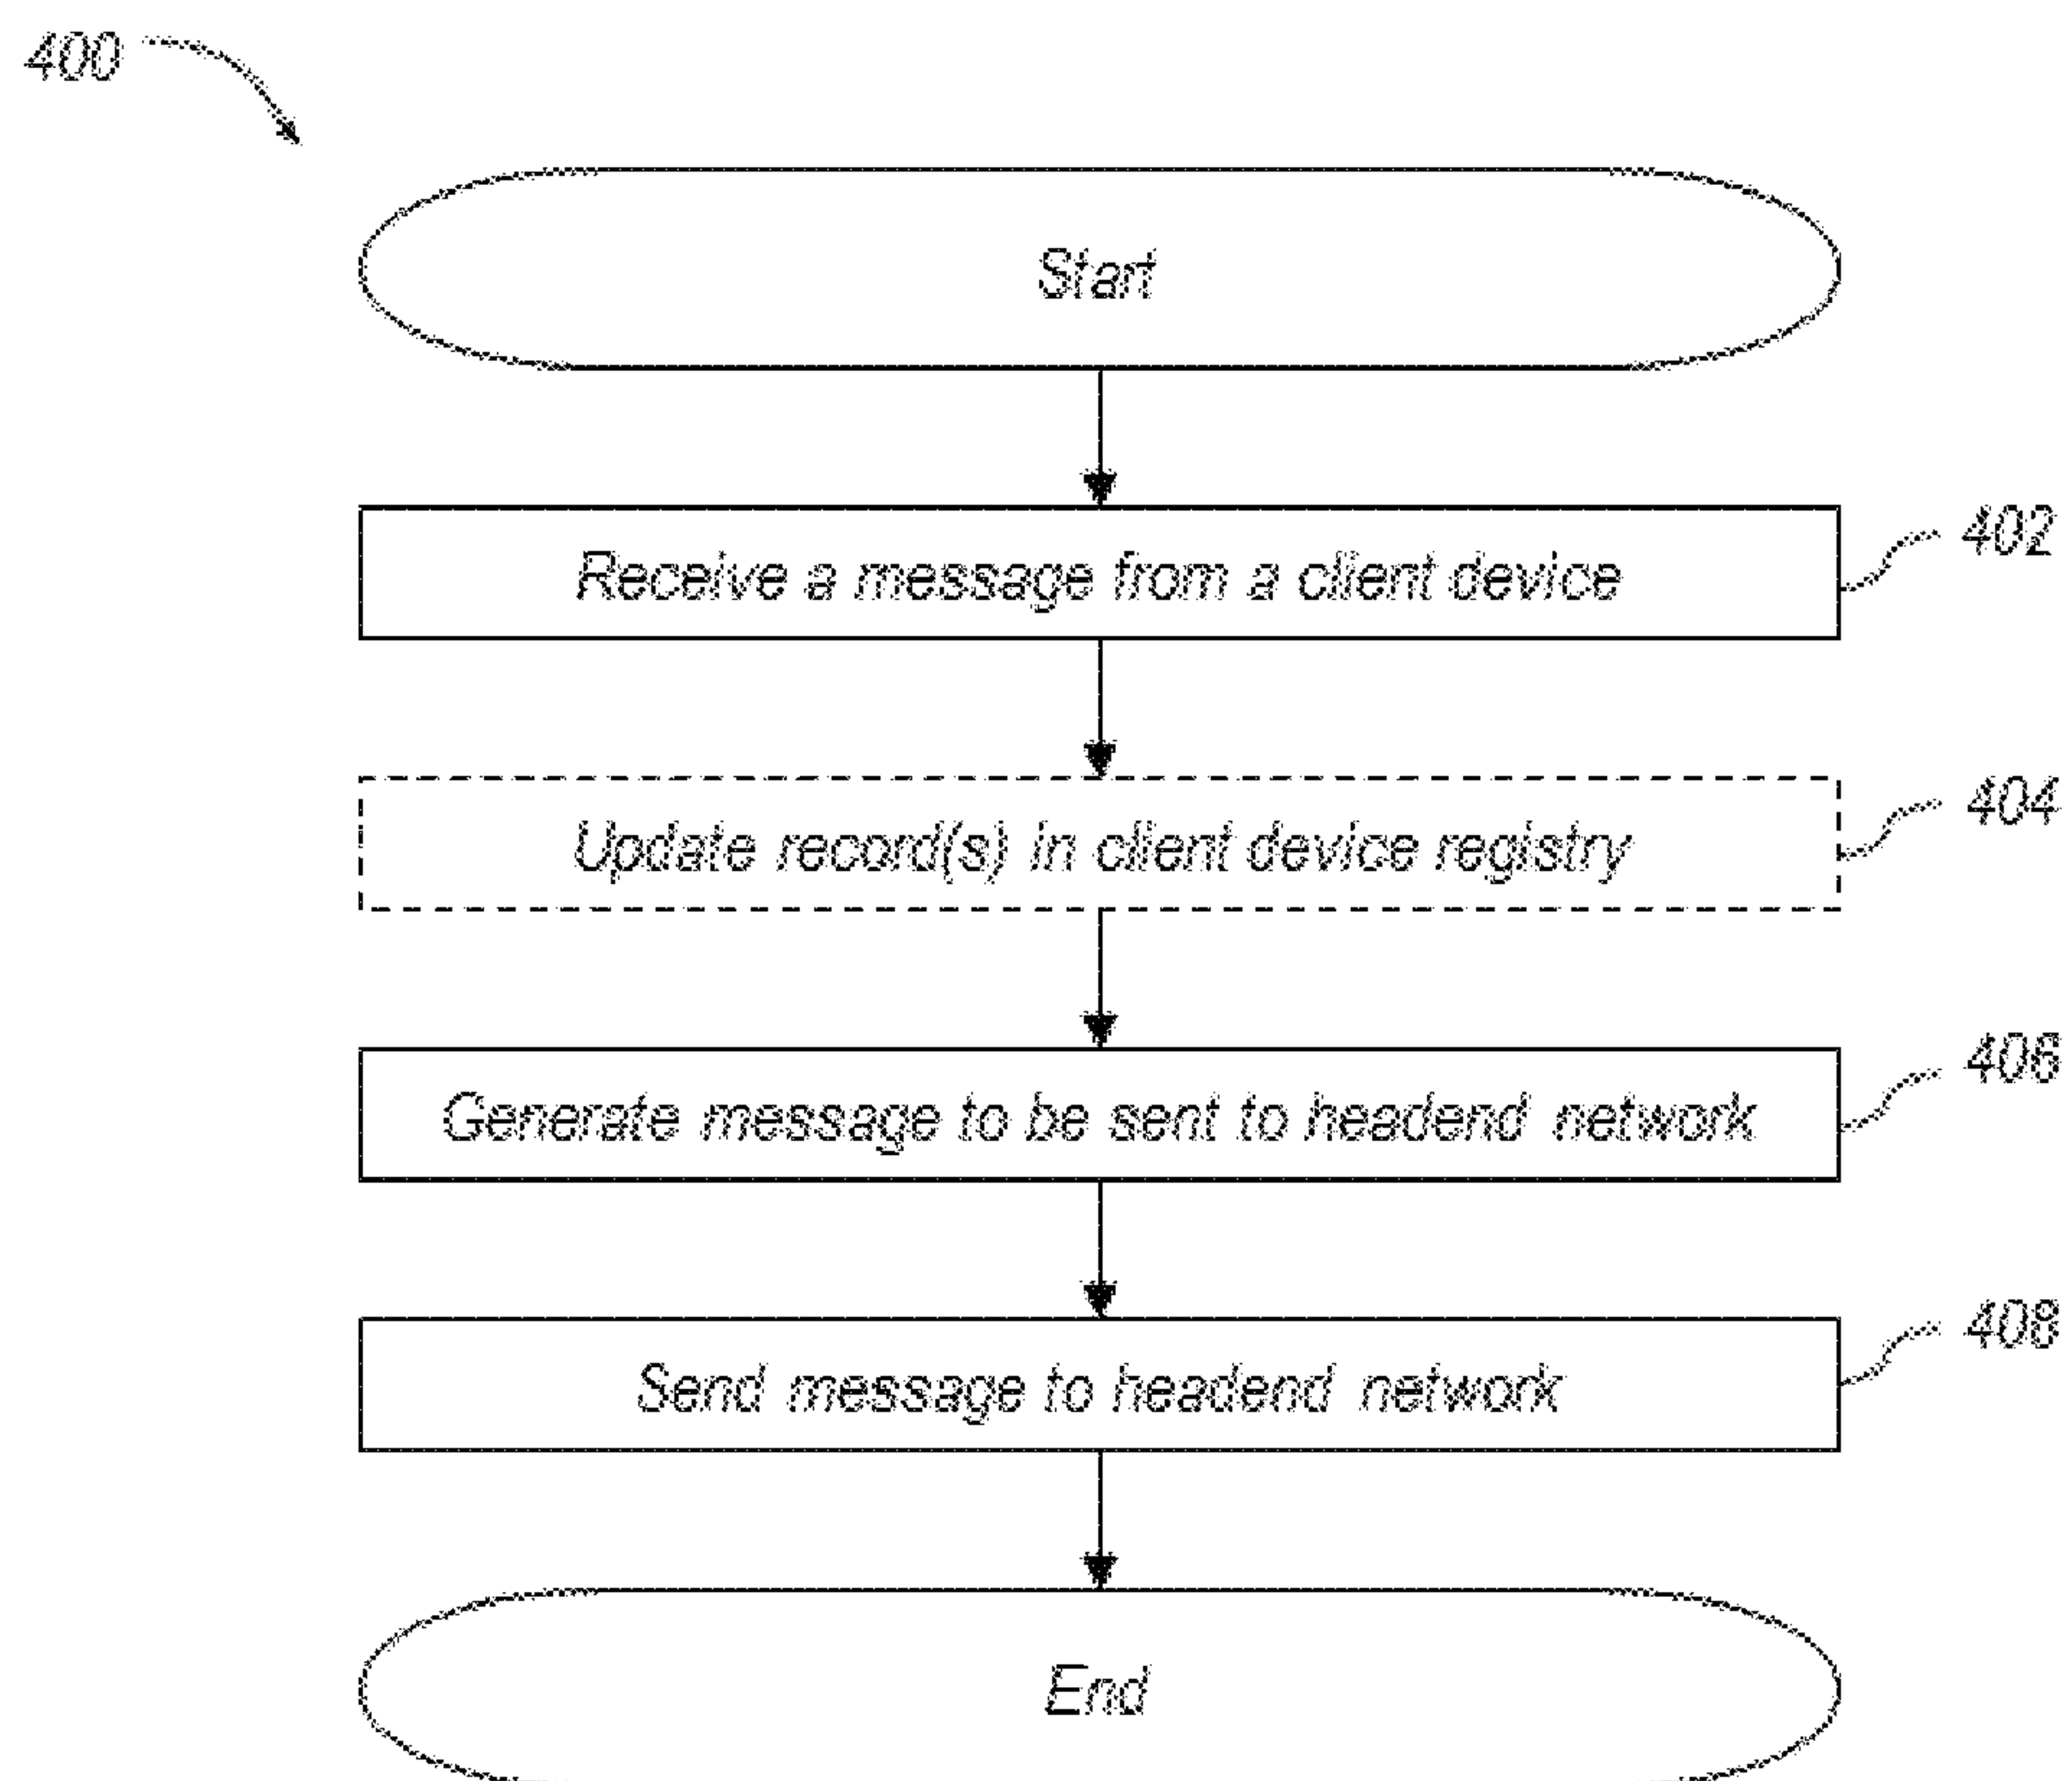 400
Start
Receive a message from a client device
402
Update record(s) in client device registry
404
Generate message to be sent to headend network
406
Send message to headend network
408
End